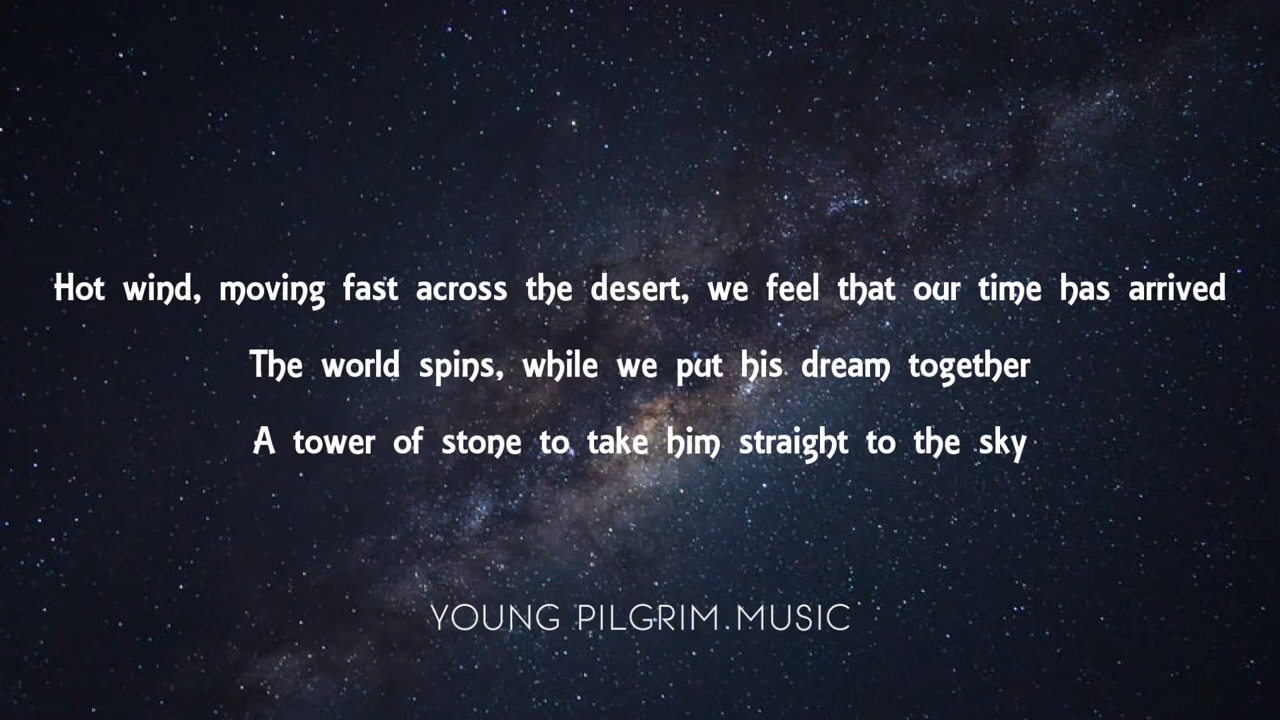 Hot wind, moving fast across the desert, we feel that our time has arrived
The world spins, while we put his dream together
A tower of stone to take him straight to the sky
YOUNG PILGRIM.MUSIC